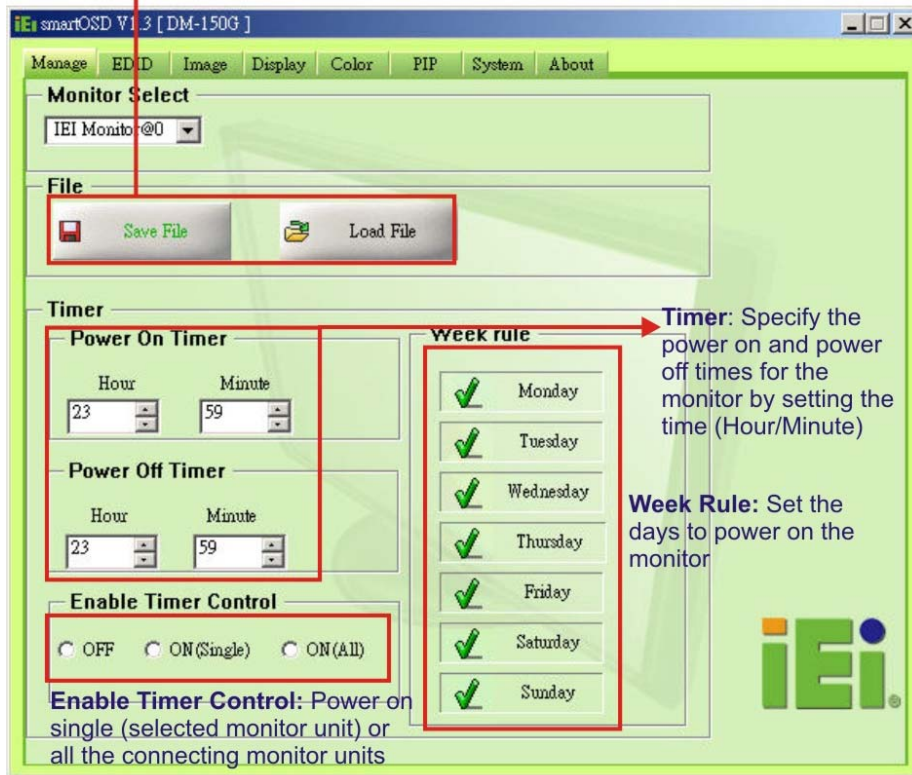 iEi smartOSD V1.3 [ DM-150G ]
Manage EDID Image Display Color PIP System About
Monitor Select
IEI Monitor@0
File
Save File Load File
Timer
Power On Timer
Hour Minute
23 59
Power Off Timer
Hour Minute
23 59
Enable Timer Control
OFF ON(Single) ON(All)
Enable Timer Control: Power on
single (selected monitor unit) or
all the connecting monitor units
Week rule
Monday
Tuesday
Wednesday
Thursday
Friday
Saturday
Sunday
Timer: Specify the
power on and power
off times for the
monitor by setting the
time (Hour/Minute)
Week Rule: Set the
days to power on the
monitor
iEi®